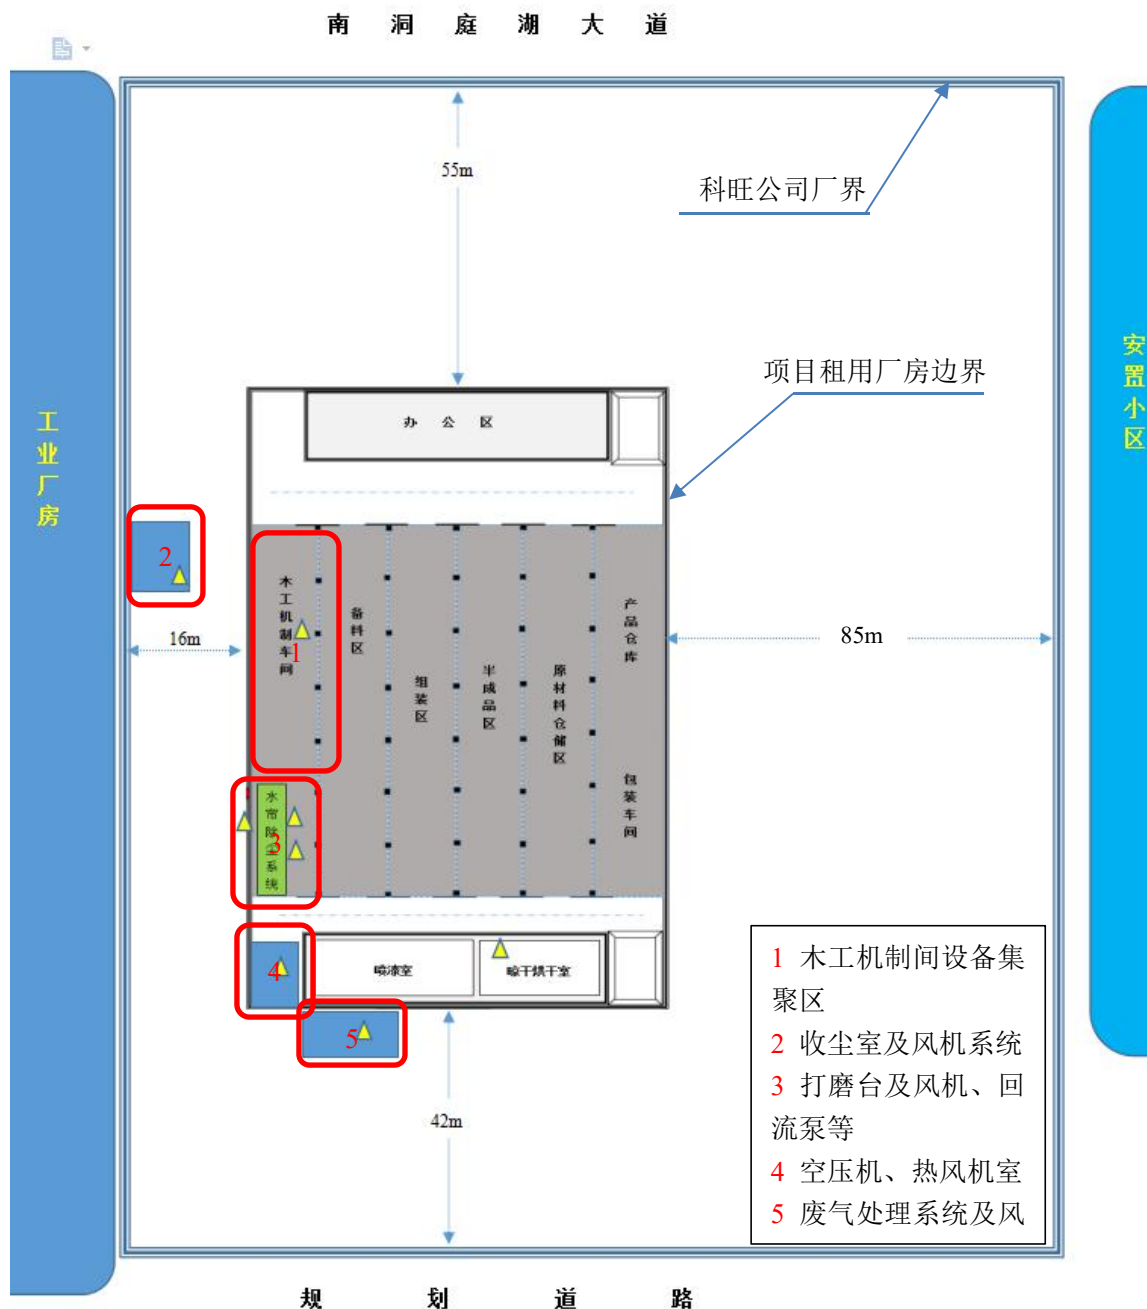 南洞庭湖大道
55m
科旺公司厂界
项目租用厂房边界
安置小区
工业厂房
办公区
2
16m
木工机制车间
1
备料区
组装区
半成品区
原材料仓储区
产品仓库
包装车间
85m
水帘除尘系统
3
4
喷漆室
晾干烘干室
5
42m
1 木工机制间设备集
聚区
2 收尘室及风机系统
3 打磨台及风机、回
流泵等
4 空压机、热风机室
5 废气处理系统及风
规划道路